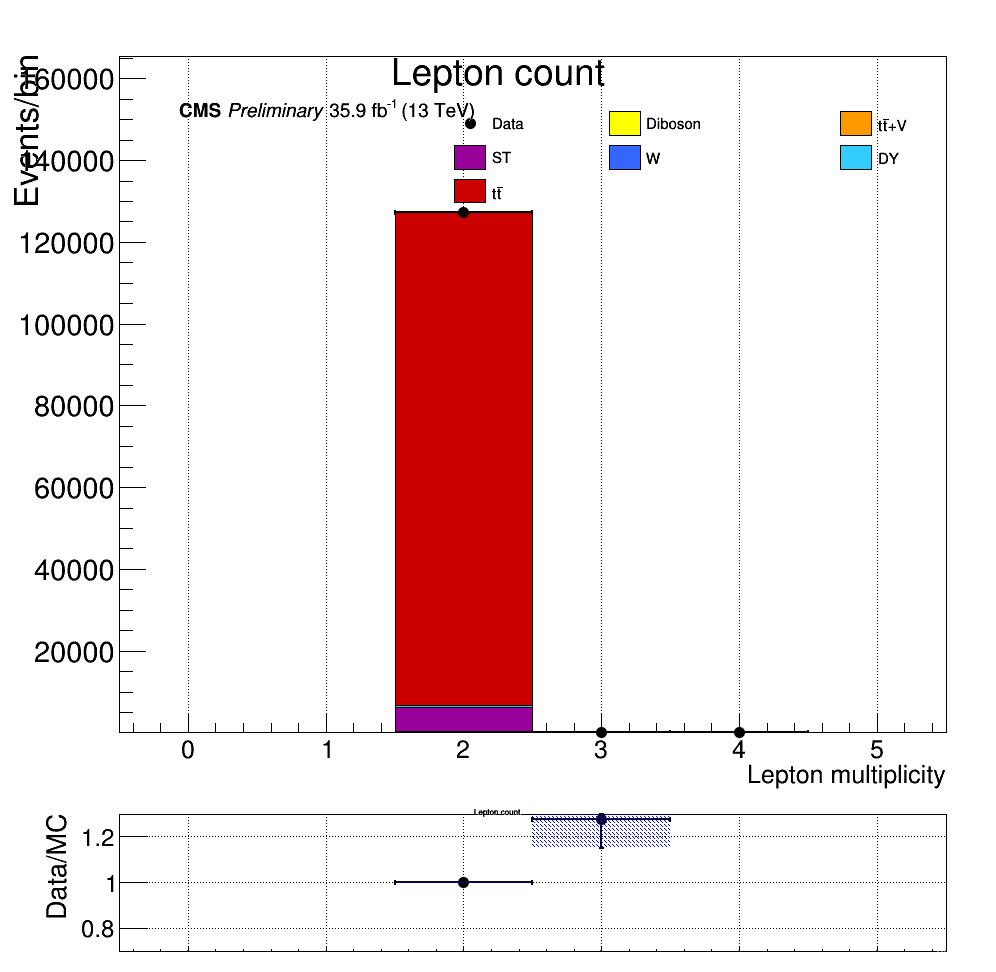 Lepton count
Events/bin
CMS Preliminary 35.9 fb⁻¹ (13 TeV)
Data
Diboson
tt̄+V
ST
W
DY
tt̄
160000
140000
120000
100000
80000
60000
40000
20000
0 1 2 3 4 5
Lepton multiplicity
Lepton count
Data/MC
1.2
1
0.8